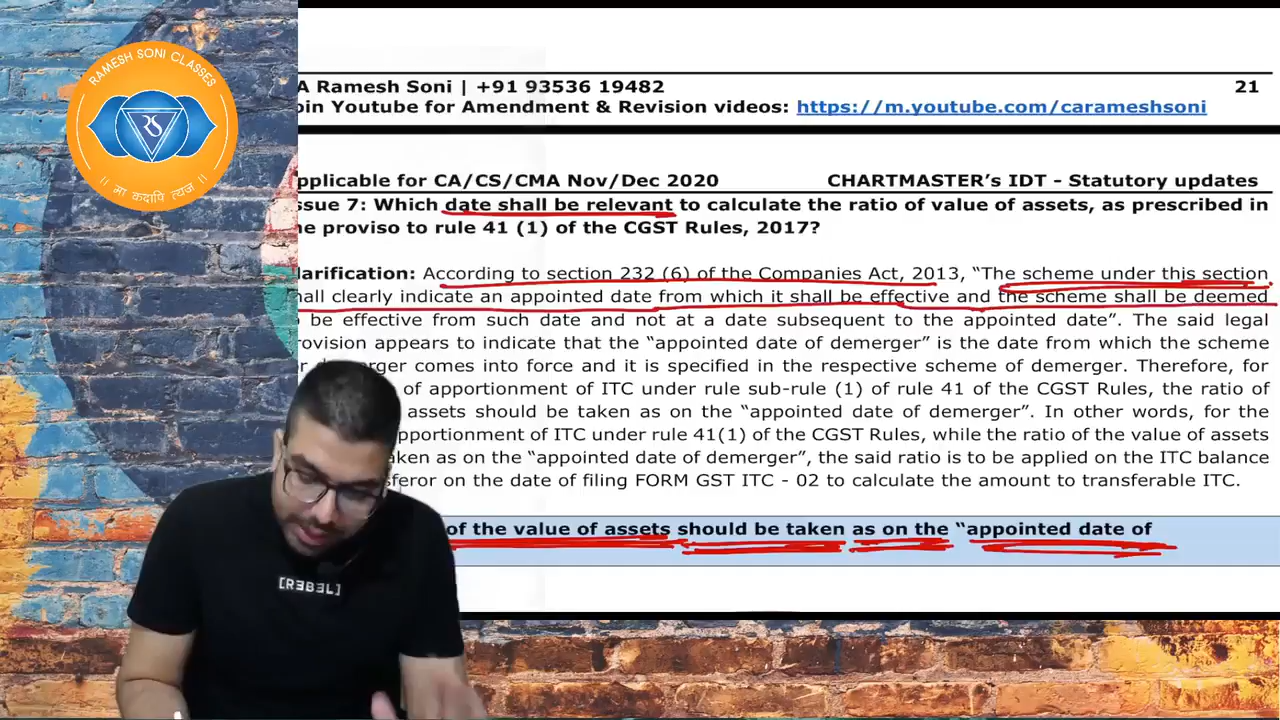 RAMESH SONI CLASSES
RS
॥ मा कदापि त्यज ॥
A Ramesh Soni | +91 93536 19482 21
oin Youtube for Amendment & Revision videos: https://m.youtube.com/carameshsoni
pplicable for CA/CS/CMA Nov/Dec 2020 CHARTMASTER's IDT - Statutory updates
ssue 7: Which date shall be relevant to calculate the ratio of value of assets, as prescribed in
he proviso to rule 41 (1) of the CGST Rules, 2017?
larification: According to section 232 (6) of the Companies Act, 2013, “The scheme under this section
hall clearly indicate an appointed date from which it shall be effective and the scheme shall be deemed
be effective from such date and not at a date subsequent to the appointed date”. The said legal
rovision appears to indicate that the “appointed date of demerger” is the date from which the scheme
comes into force and it is specified in the respective scheme of demerger. Therefore, for
of apportionment of ITC under rule sub-rule (1) of rule 41 of the CGST Rules, the ratio of
assets should be taken as on the “appointed date of demerger”. In other words, for the
pportionment of ITC under rule 41(1) of the CGST Rules, while the ratio of the value of assets
aken as on the “appointed date of demerger”, the said ratio is to be applied on the ITC balance
sferor on the date of filing FORM GST ITC - 02 to calculate the amount to transferable ITC.
of the value of assets should be taken as on the “appointed date of
[REBEL]